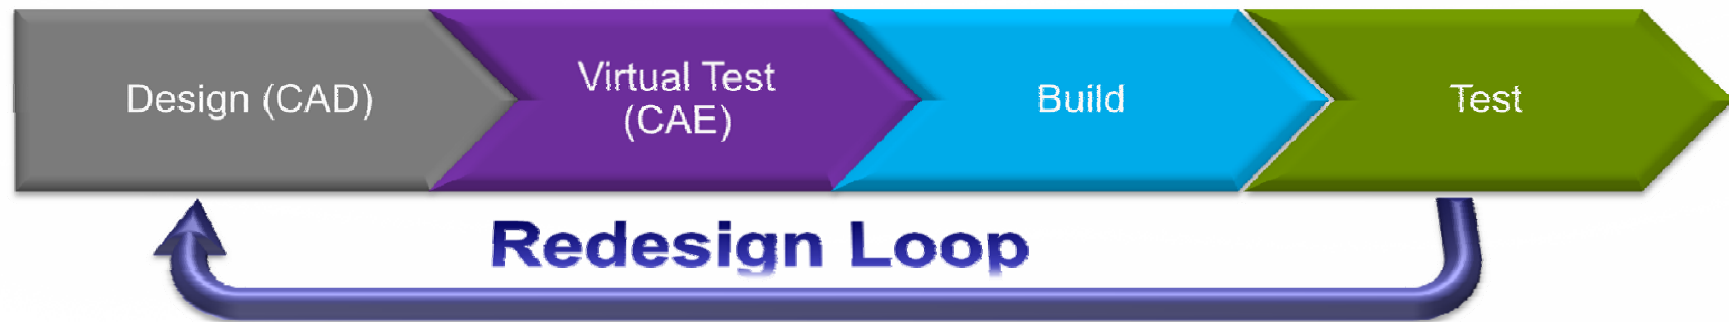 Design (CAD)
Virtual Test
(CAE)
Build
Test
Redesign Loop